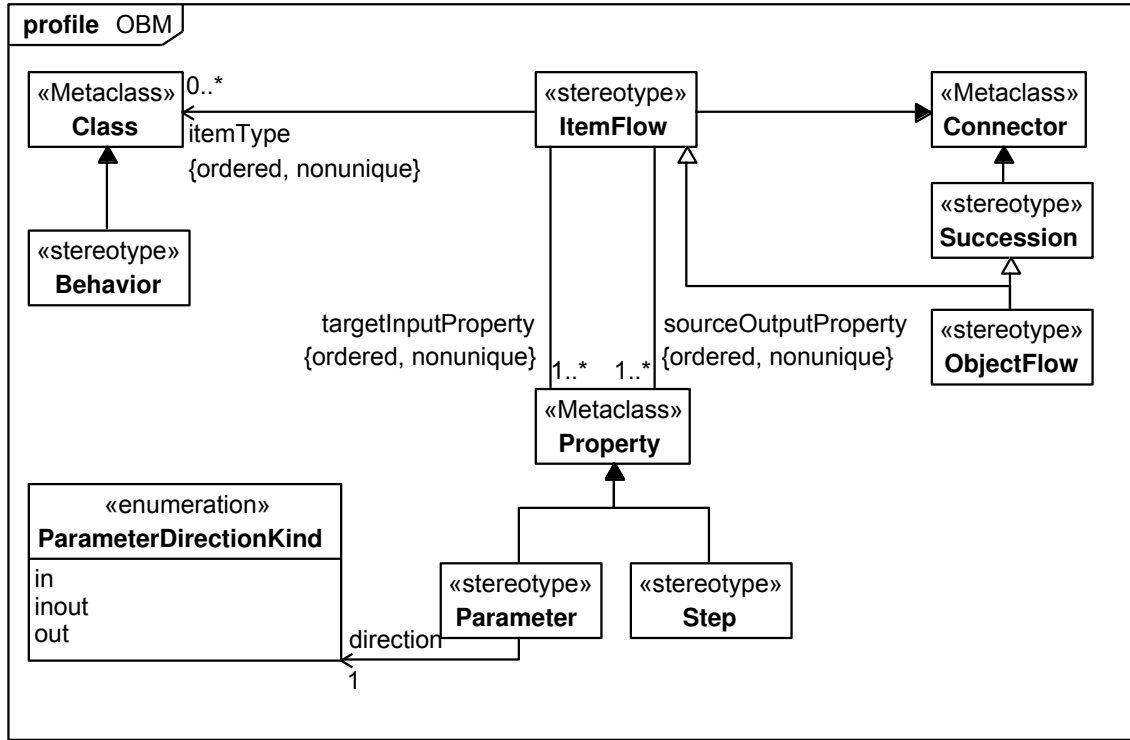 profile OBM
«Metaclass»
Class
0..*
itemType
{ordered, nonunique}
«stereotype»
ItemFlow
«Metaclass»
Connector
«stereotype»
Behavior
«stereotype»
Succession
targetInputProperty
{ordered, nonunique}
1..*
sourceOutputProperty
{ordered, nonunique}
1..*
«stereotype»
ObjectFlow
«Metaclass»
Property
«enumeration»
ParameterDirectionKind
in
inout
out
«stereotype»
Parameter
«stereotype»
Step
direction
1